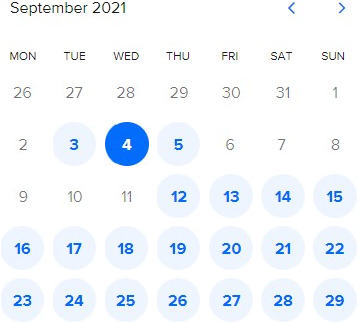 September 2021
MON TUE WED THU FRI SAT SUN
26 27 28 29 30 31 1
2 3 4 5 6 7 8
9 10 11 12 13 14 15
16 17 18 19 20 21 22
23 24 25 26 27 28 29